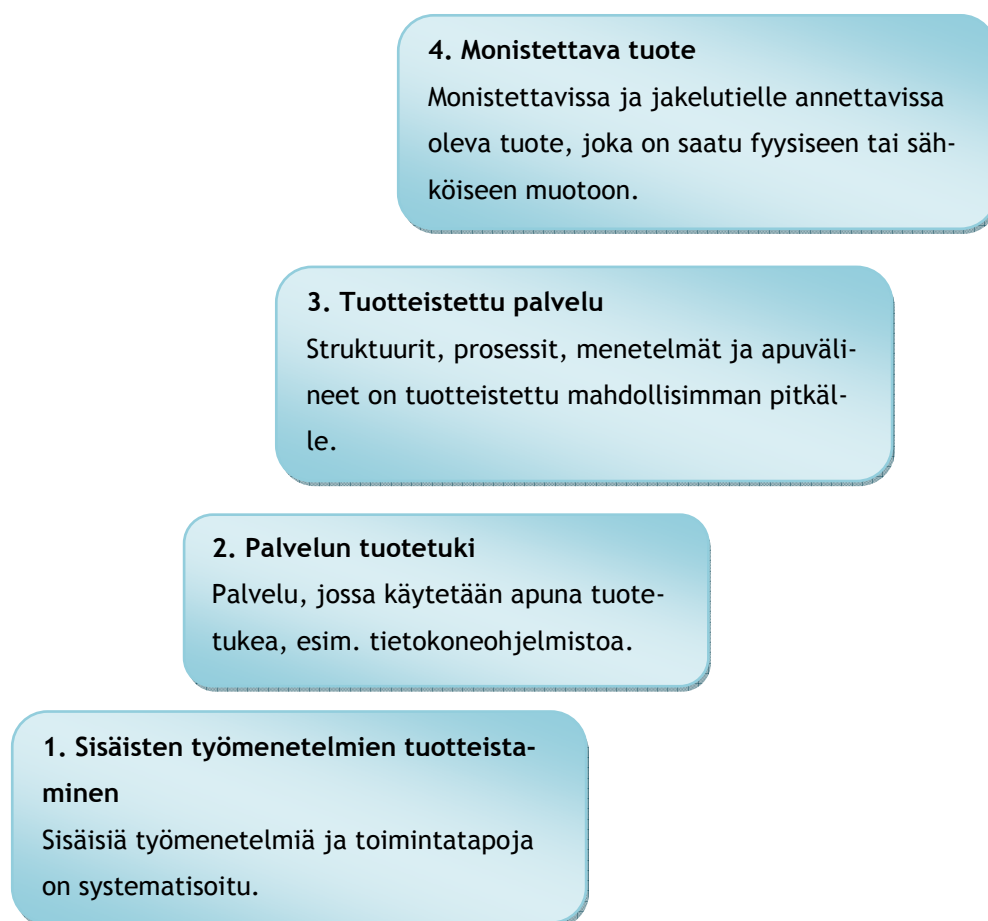 4. Monistettava tuote
Monistettavissa ja jakelutielle annettavissa
oleva tuote, joka on saatu fyysiseen tai säh-
köiseen muotoon.
3. Tuotteistettu palvelu
Struktuurit, prosessit, menetelmät ja apuväli-
neet on tuotteistettu mahdollisimman pitkäl-
le.
2. Palvelun tuotetuki
Palvelu, jossa käytetään apuna tuote-
tukea, esim. tietokoneohjelmistoa.
1. Sisäisten työmenetelmien tuotteista-
minen
Sisäisiä työmenetelmiä ja toimintatapoja
on systematisoitu.